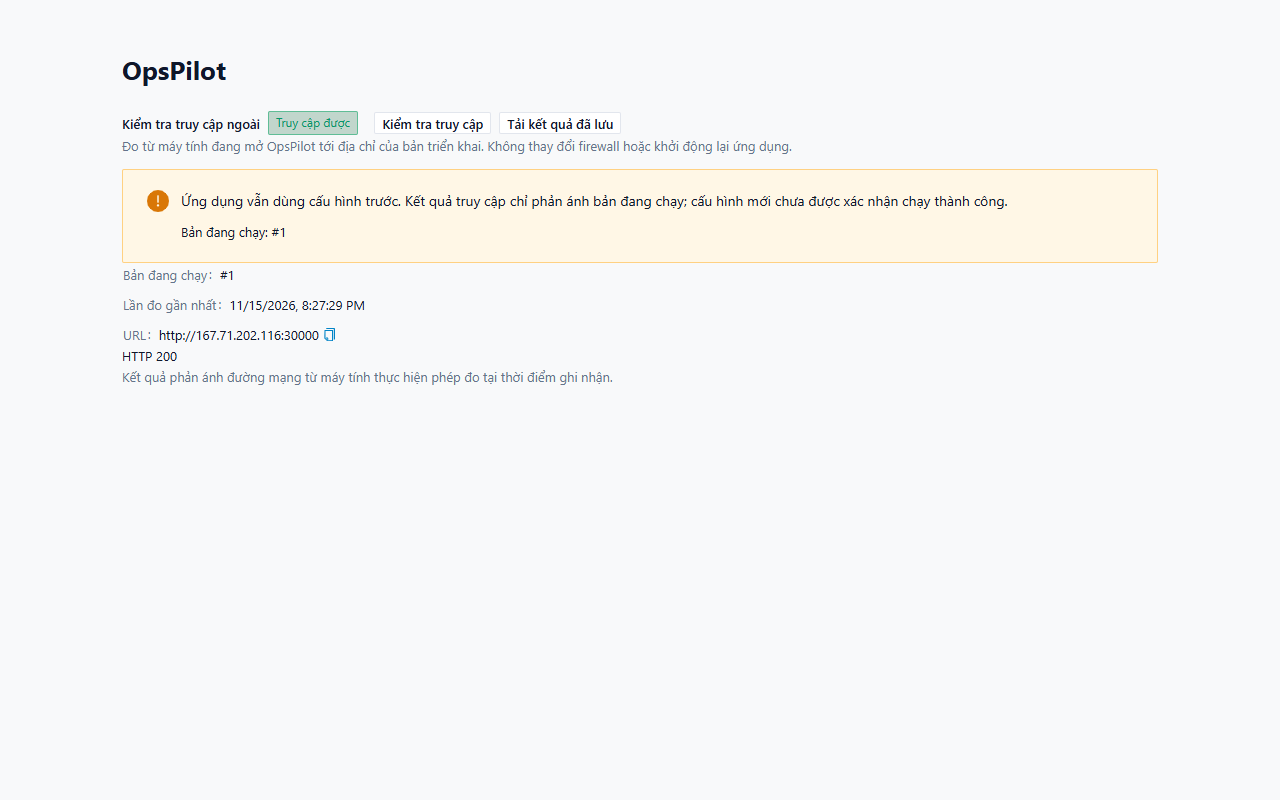 OpsPilot
Kiểm tra truy cập ngoài Truy cập được Kiểm tra truy cập Tải kết quả đã lưu
Đo từ máy tính đang mở OpsPilot tới địa chỉ của bản triển khai. Không thay đổi firewall hoặc khởi động lại ứng dụng.
Ứng dụng vẫn dùng cấu hình trước. Kết quả truy cập chỉ phản ánh bản đang chạy; cấu hình mới chưa được xác nhận chạy thành công.
Bản đang chạy: #1
Bản đang chạy: #1
Lần đo gần nhất: 11/15/2026, 8:27:29 PM
URL: http://167.71.202.116:30000
HTTP 200
Kết quả phản ánh đường mạng từ máy tính thực hiện phép đo tại thời điểm ghi nhận.